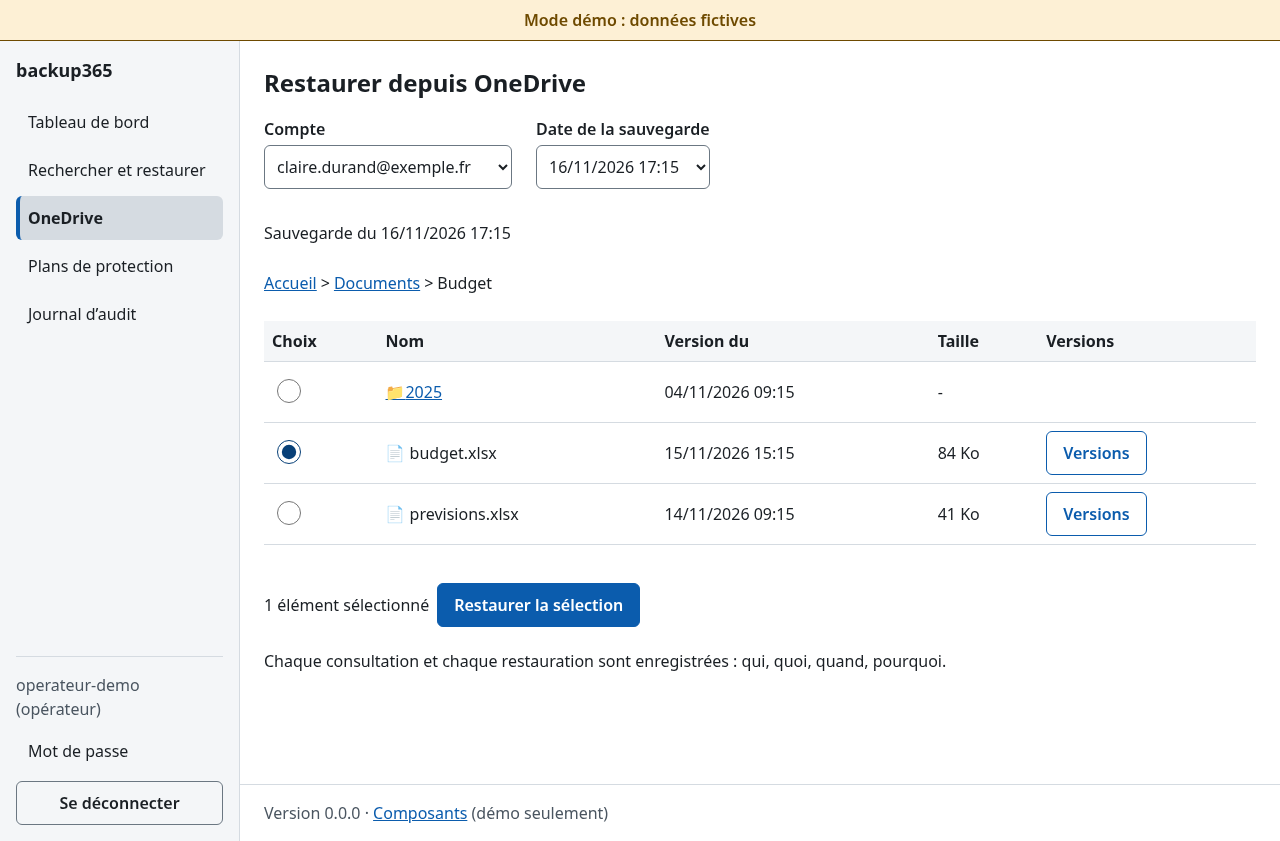 Mode démo : données fictives
backup365
Tableau de bord
Rechercher et restaurer
OneDrive
Plans de protection
Journal d’audit
operateur-demo
(opérateur)
Mot de passe
Se déconnecter
Restaurer depuis OneDrive
Compte Date de la sauvegarde
claire.durand@exemple.fr 16/11/2026 17:15
Sauvegarde du 16/11/2026 17:15
Accueil > Documents > Budget
Choix Nom Version du Taille Versions
2025 04/11/2026 09:15 -
budget.xlsx 15/11/2026 15:15 84 Ko Versions
previsions.xlsx 14/11/2026 09:15 41 Ko Versions
1 élément sélectionné Restaurer la sélection
Chaque consultation et chaque restauration sont enregistrées : qui, quoi, quand, pourquoi.
Version 0.0.0 · Composants (démo seulement)